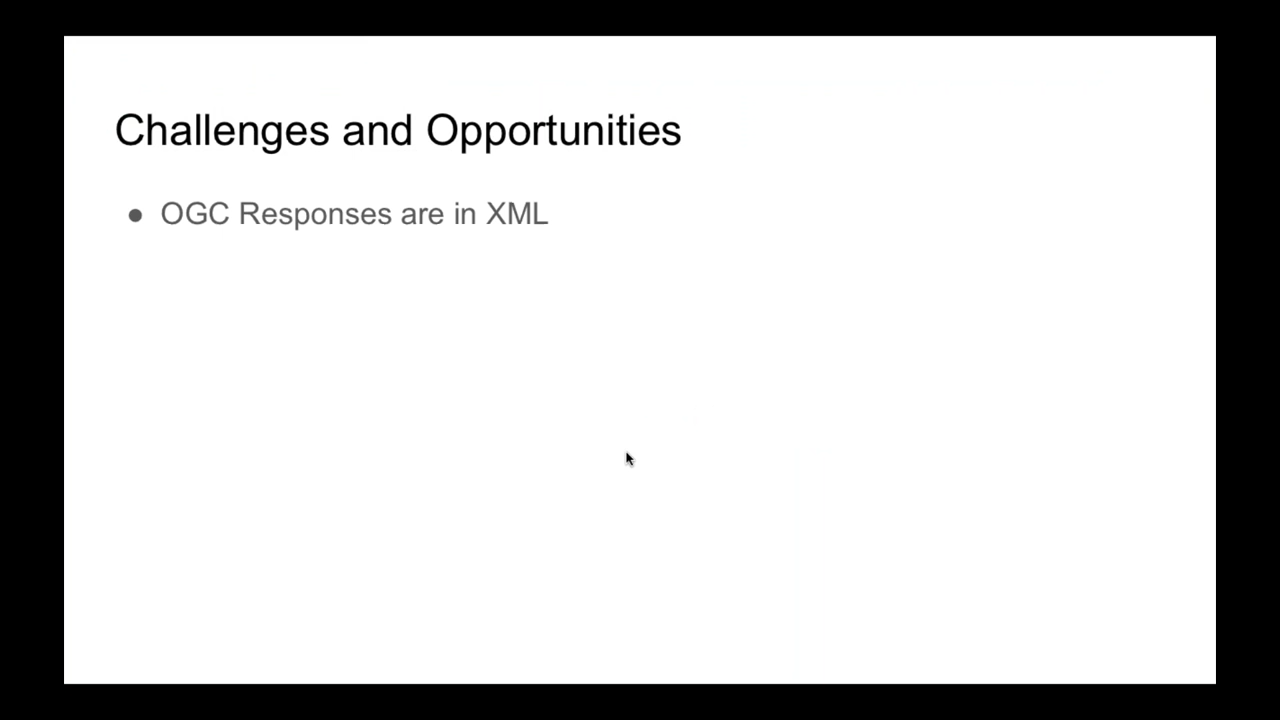 Challenges and Opportunities
● OGC Responses are in XML